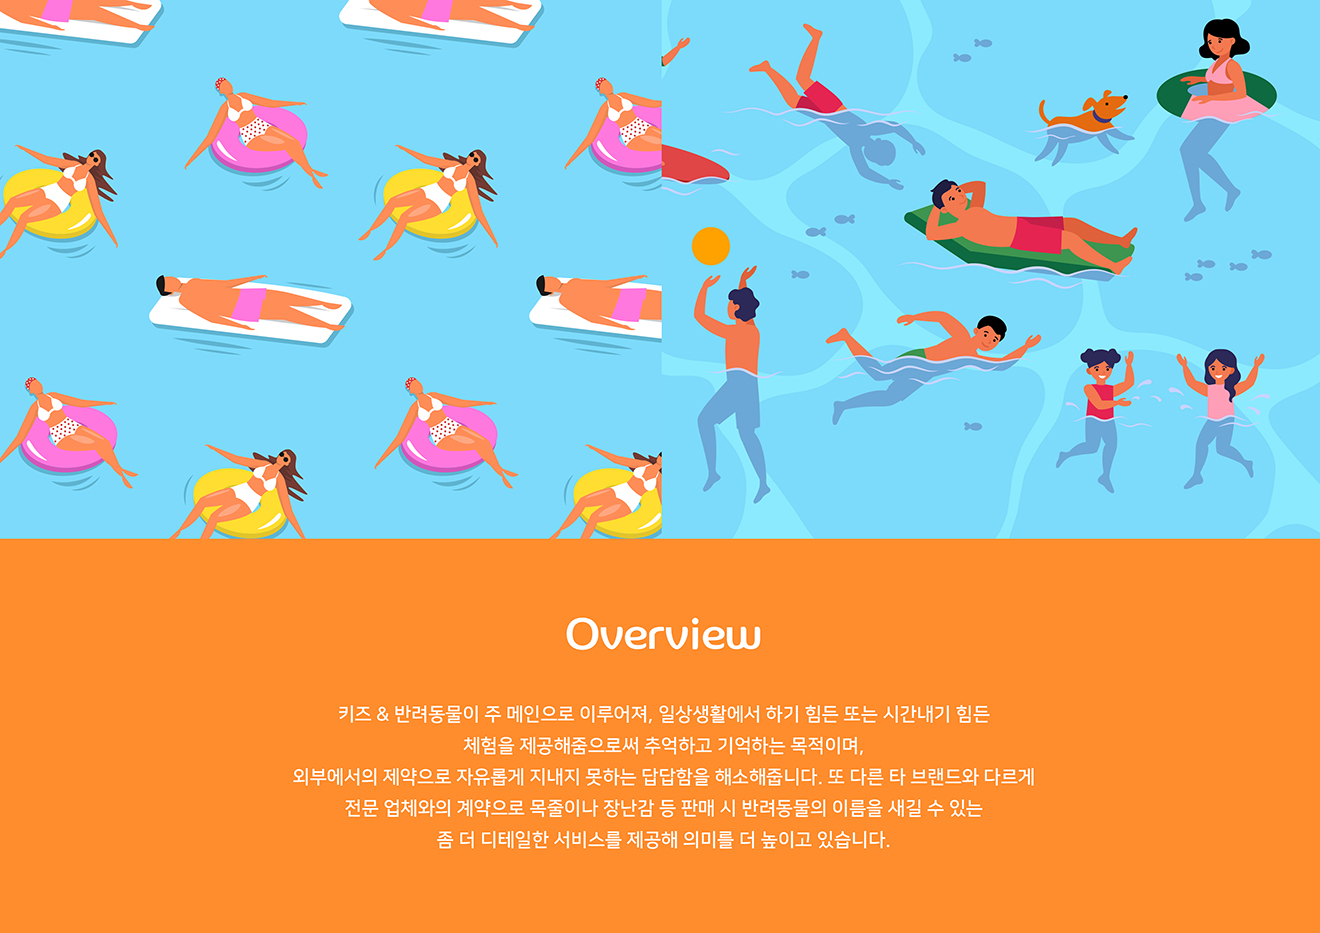 Overview
키즈 & 반려동물이 주 메인으로 이루어져, 일상생활에서 하기 힘든 또는 시간내기 힘든
체험을 제공해줌으로써 추억하고 기억하는 목적이며,
외부에서의 제약으로 자유롭게 지내지 못하는 답답함을 해소해줍니다. 또 다른 타 브랜드와 다르게
전문 업체와의 계약으로 목줄이나 장난감 등 판매 시 반려동물의 이름을 새길 수 있는
좀 더 디테일한 서비스를 제공해 의미를 더 높이고 있습니다.